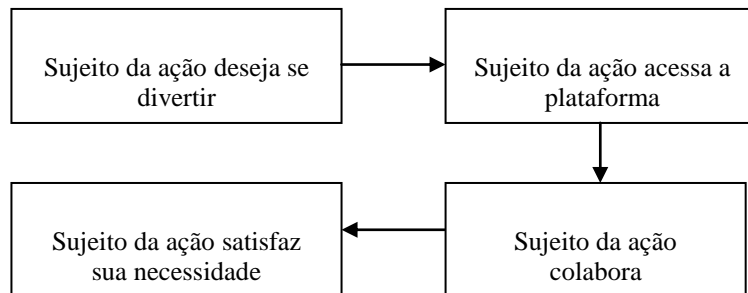 Sujeito da ação deseja se
divertir
Sujeito da ação acessa a
plataforma
Sujeito da ação
colabora
Sujeito da ação satisfaz
sua necessidade